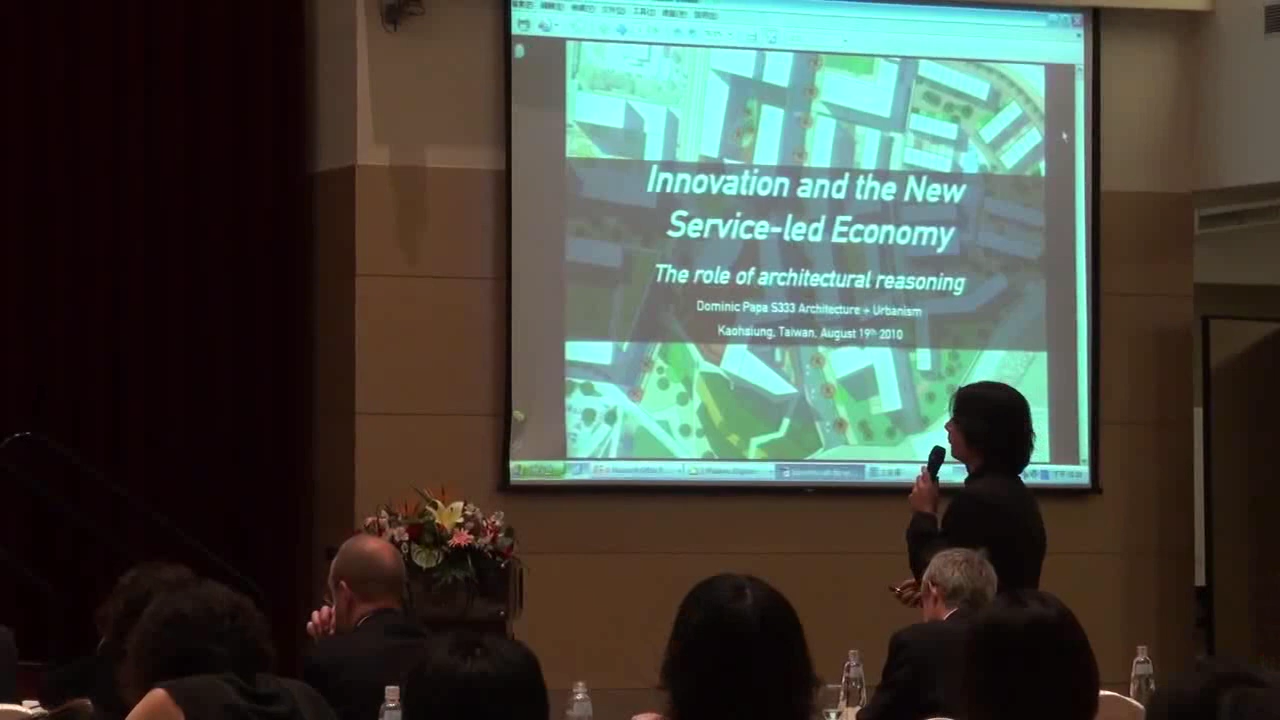 Innovation and the New
Service-led Economy
The role of architectural reasoning
Dominic Papa S333 Architecture + Urbanism
Kaohsiung, Taiwan, August 19th 2010